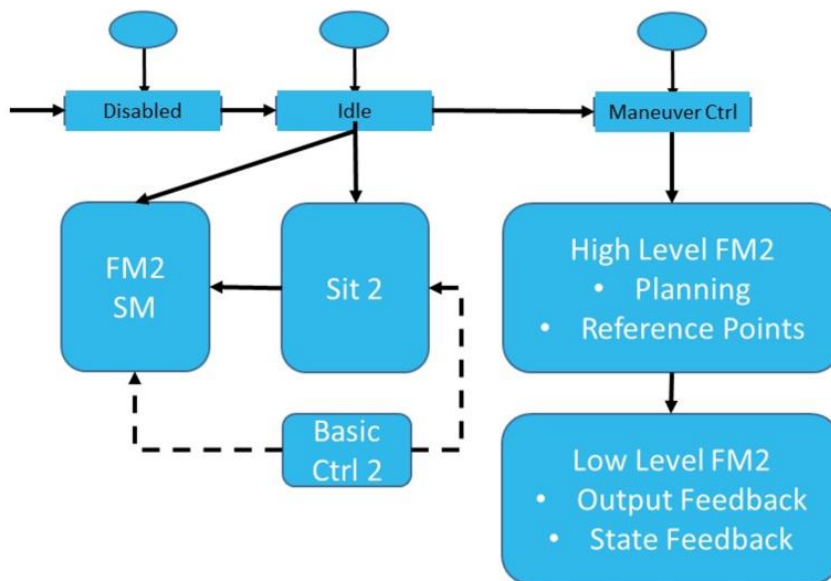 Disabled
Idle
Maneuver Ctrl
FM2
SM
Sit 2
High Level FM2
• Planning
• Reference Points
Basic
Ctrl 2
Low Level FM2
• Output Feedback
• State Feedback